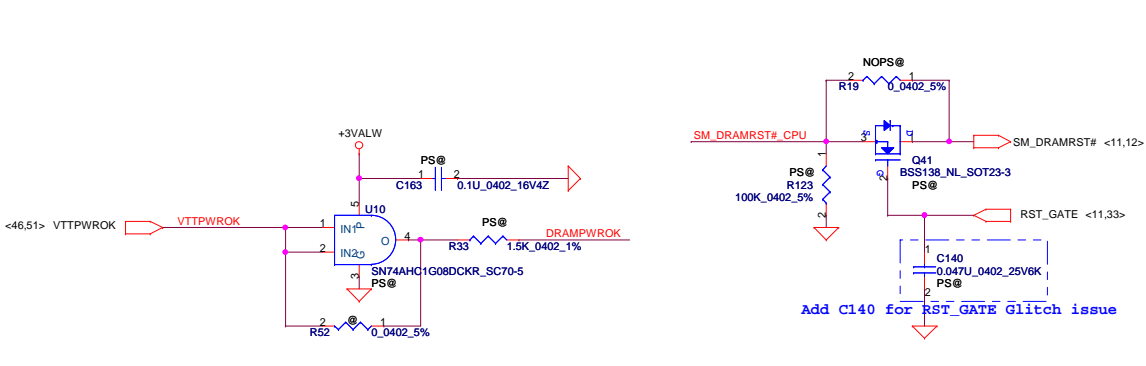 NOPS@
2
1
R19
0_0402_5%
+3VALW
SM_DRAMRST#_CPU
S
3
D
1
SM_DRAMRST# <11,12>
PS@
1
2
C163
0.1U_0402_16V4Z
1
Q41
BSS138_NL_SOT23-3
PS@
G
2
PS@
R123
100K_0402_5%
2
5
U10
<46,51> VTTPWROK
VTTPWROK
1
IN1
P
2
IN2
G
O
4
3
PS@
R33
1.5K_0402_1%
DRAMPWROK
RST_GATE <11,33>
SN74AHC1G08DCKR_SC70-5
PS@
1
C140
0.047U_0402_25V6K
PS@
2
Add C140 for RST_GATE Glitch issue
2
@
1
R52
0_0402_5%